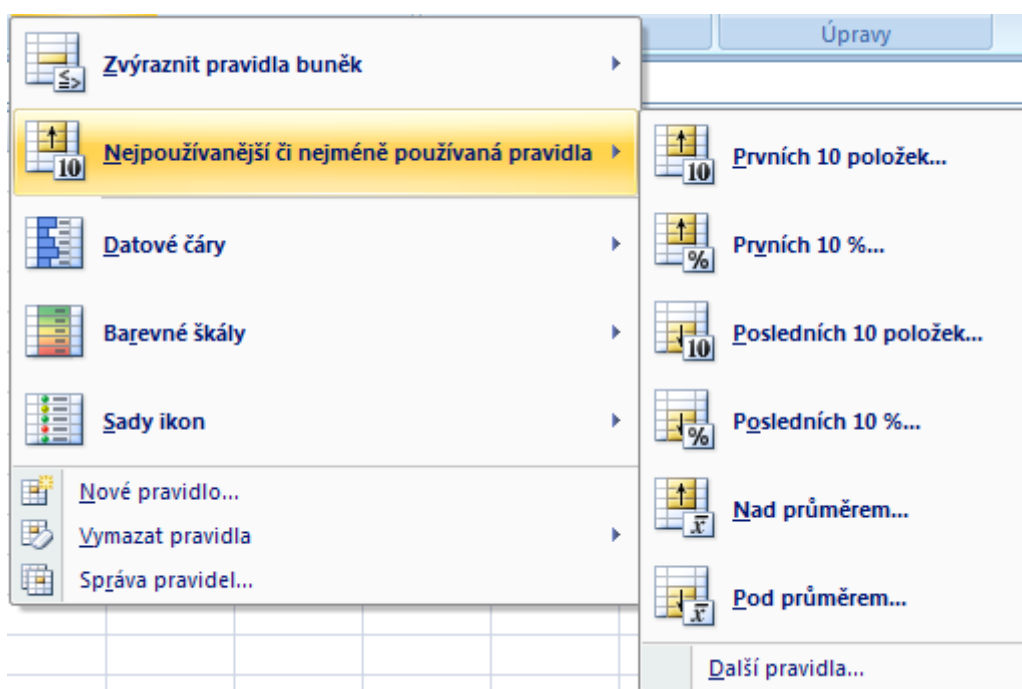 Úpravy
Zvýraznit pravidla buněk
Nejpoužívanější či nejméně používaná pravidla
Datové čáry
Barevné škály
Sady ikon
Nové pravidlo...
Vymazat pravidla
Správa pravidel...
Prvních 10 položek...
Prvních 10 %...
Posledních 10 položek...
Posledních 10 %...
Nad průměrem...
Pod průměrem...
Další pravidla...